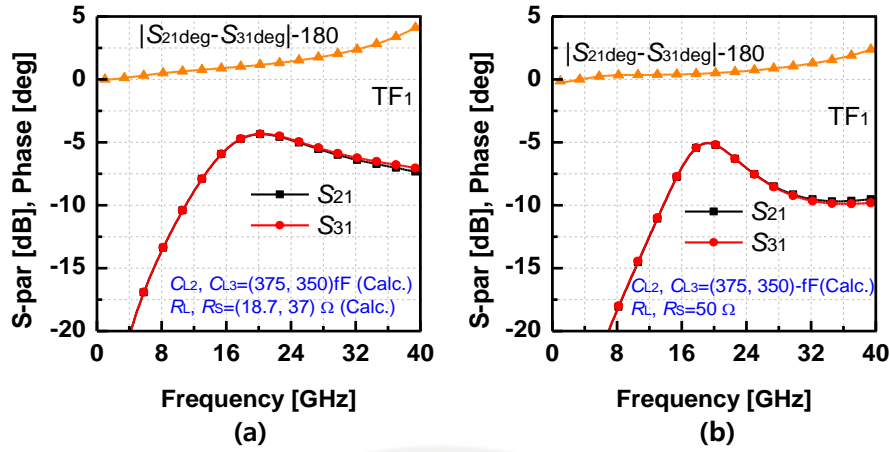 S-par [dB], Phase [deg]
5
0
-5
-10
-15
-20
|S21deg-S31deg|-180
TF1
S21
S31
CL2, CL3=(375, 350)fF (Calc.)
RL, RS=(18.7, 37) Ω (Calc.)
0 8 16 24 32 40
Frequency [GHz]
(a)
S-par [dB], Phase [deg]
5
0
-5
-10
-15
-20
|S21deg-S31deg|-180
TF1
S21
S31
CL2, CL3=(375, 350)-fF(Calc.)
RL, RS=50 Ω
0 8 16 24 32 40
Frequency [GHz]
(b)